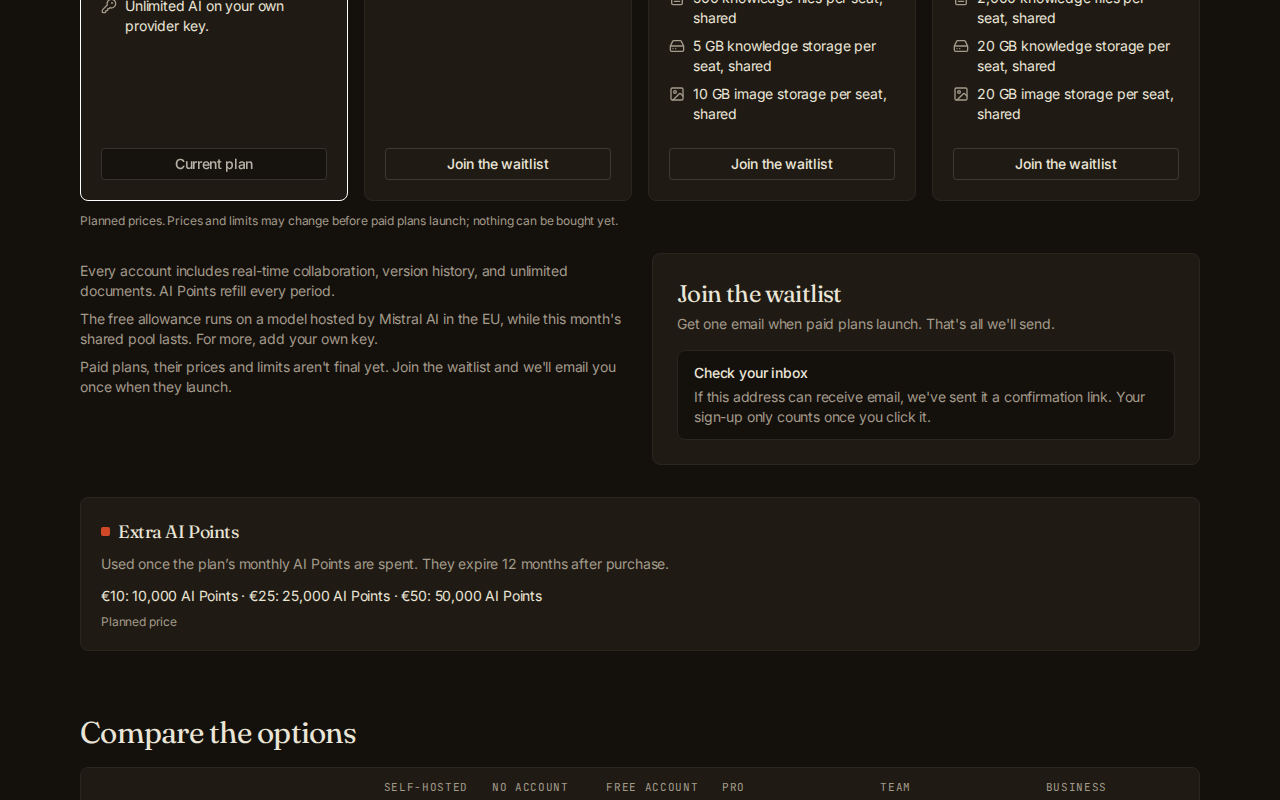 Unlimited AI on your own
provider key.
Current plan
Join the waitlist
500 knowledge files per seat,
shared
5 GB knowledge storage per
seat, shared
10 GB image storage per seat,
shared
Join the waitlist
2,000 knowledge files per
seat, shared
20 GB knowledge storage per
seat, shared
20 GB image storage per seat,
shared
Join the waitlist
Planned prices. Prices and limits may change before paid plans launch; nothing can be bought yet.
Every account includes real-time collaboration, version history, and unlimited
documents. AI Points refill every period.
The free allowance runs on a model hosted by Mistral AI in the EU, while this month's
shared pool lasts. For more, add your own key.
Paid plans, their prices and limits aren't final yet. Join the waitlist and we'll email you
once when they launch.
Join the waitlist
Get one email when paid plans launch. That's all we'll send.
Check your inbox
If this address can receive email, we've sent it a confirmation link. Your
sign-up only counts once you click it.
Extra AI Points
Used once the plan’s monthly AI Points are spent. They expire 12 months after purchase.
€10: 10,000 AI Points · €25: 25,000 AI Points · €50: 50,000 AI Points
Planned price
Compare the options
SELF-HOSTED NO ACCOUNT FREE ACCOUNT PRO TEAM BUSINESS